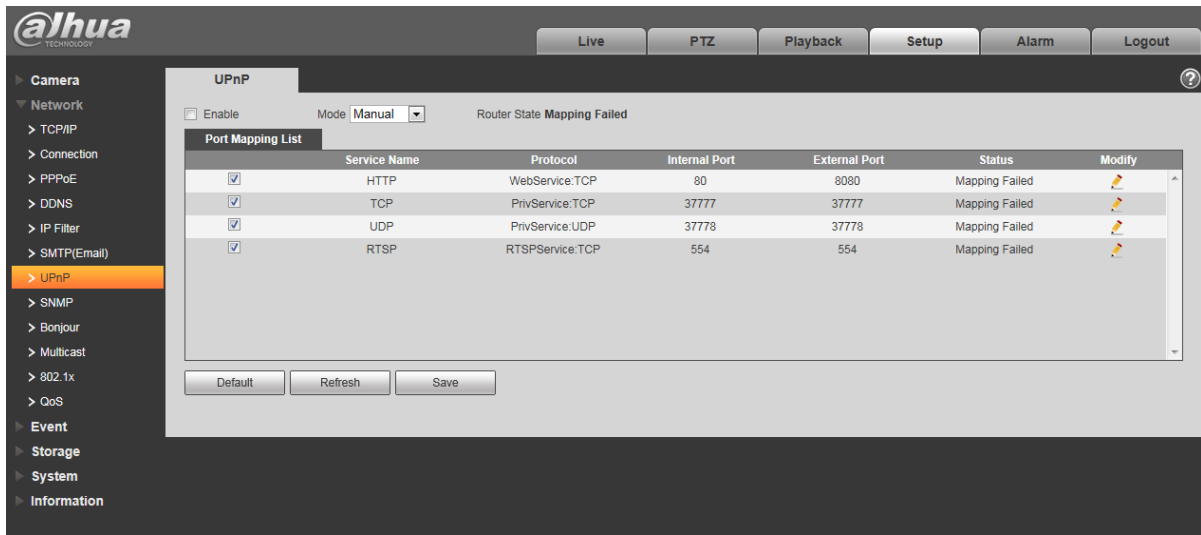 alhua
TECHNOLOGY
Live PTZ Playback Setup Alarm Logout
Camera
Network
TCP/IP
Connection
PPPoE
DDNS
IP Filter
SMTP(Email)
UPnP
SNMP
Bonjour
Multicast
802.1x
QoS
Event
Storage
System
Information
UPnP
?
Enable Mode Manual Router State Mapping Failed
Port Mapping List
Service Name Protocol Internal Port External Port Status Modify
HTTP WebService:TCP 80 8080 Mapping Failed
TCP PrivService:TCP 37777 37777 Mapping Failed
UDP PrivService:UDP 37778 37778 Mapping Failed
RTSP RTSPService:TCP 554 554 Mapping Failed
Default Refresh Save